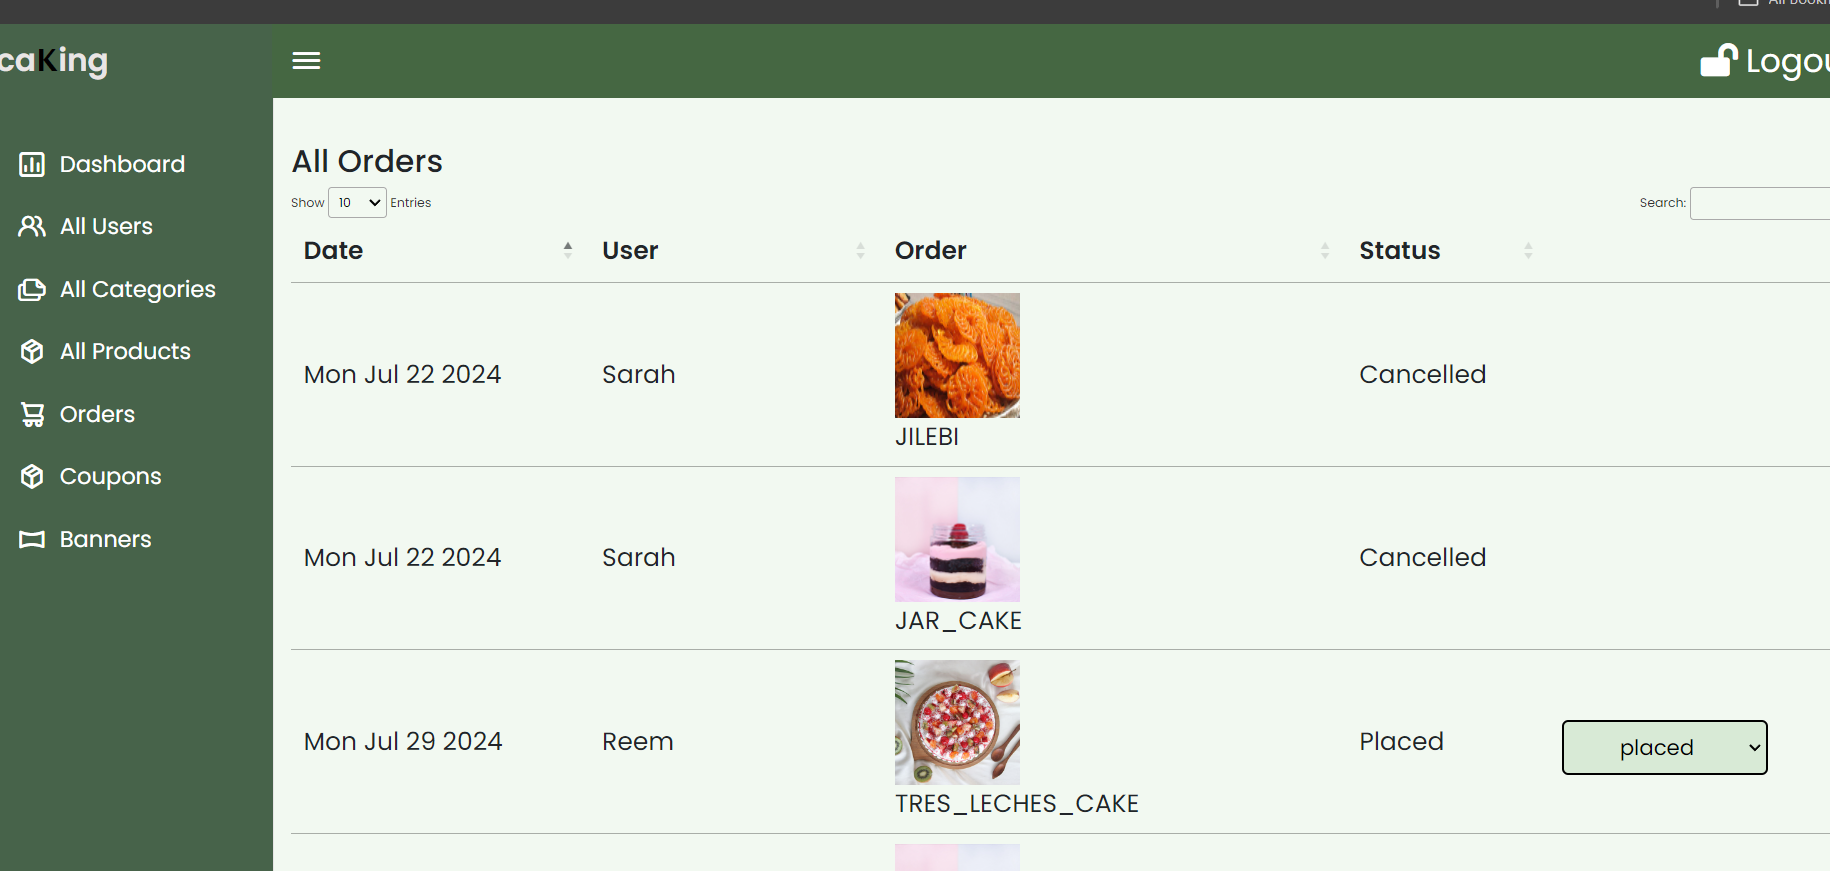 caKing
Logou
Dashboard
All Users
All Categories
All Products
Orders
Coupons
Banners
All Orders
Show 10 Entries
Search:
Date User Order Status
Mon Jul 22 2024 Sarah Cancelled
JILEBI
Mon Jul 22 2024 Sarah Cancelled
JAR_CAKE
Mon Jul 29 2024 Reem Placed placed
TRES_LECHES_CAKE